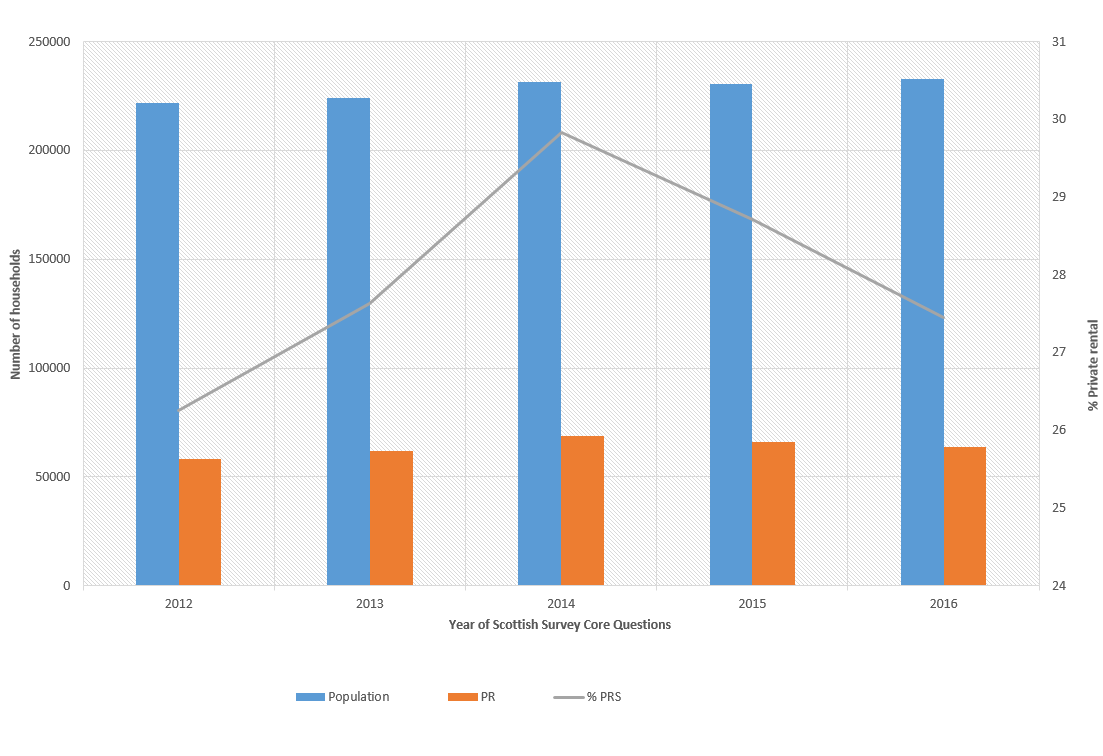 250000
200000
150000
100000
50000
0
Number of households
31
30
29
28
27
26
25
24
% Private rental
2012 2013 2014 2015 2016
Year of Scottish Survey Core Questions
Population PR % PRS